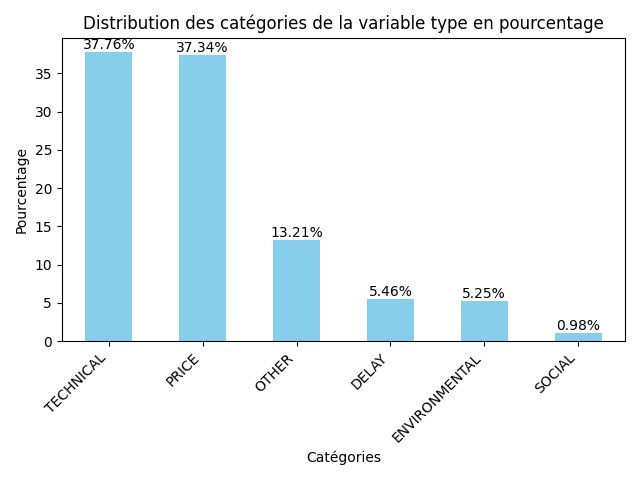 Distribution des catégories de la variable type en pourcentage
37.76%
37.34%
13.21%
5.46%
5.25%
0.98%
Pourcentage
35
30
25
20
15
10
5
0
TECHNICAL
PRICE
OTHER
DELAY
ENVIRONMENTAL
SOCIAL
Catégories